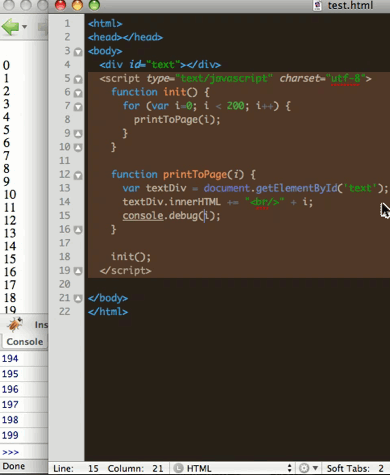 test.html
0
1
2
3
4
5
6
7
8
9
10
11
12
13
14
15
16
17
18
19
Ins
Console
194
195
196
197
198
199
>>>
Done
1 <html>
2 <head></head>
3 <body>
4 <div id="text"></div>
5 <script type="text/javascript" charset="utf-8">
6 function init() {
7 for (var i=0; i < 200; i++) {
8 printToPage(i);
9 }
10 }
11
12 function printToPage(i) {
13 var textDiv = document.getElementById('text');
14 textDiv.innerHTML += "<br/>" + i;
15 console.debug(i);
16 }
17
18 init();
19 </script>
20
21 </body>
22 </html>
Line: 15 Column: 21 L HTML Soft Tabs: 2